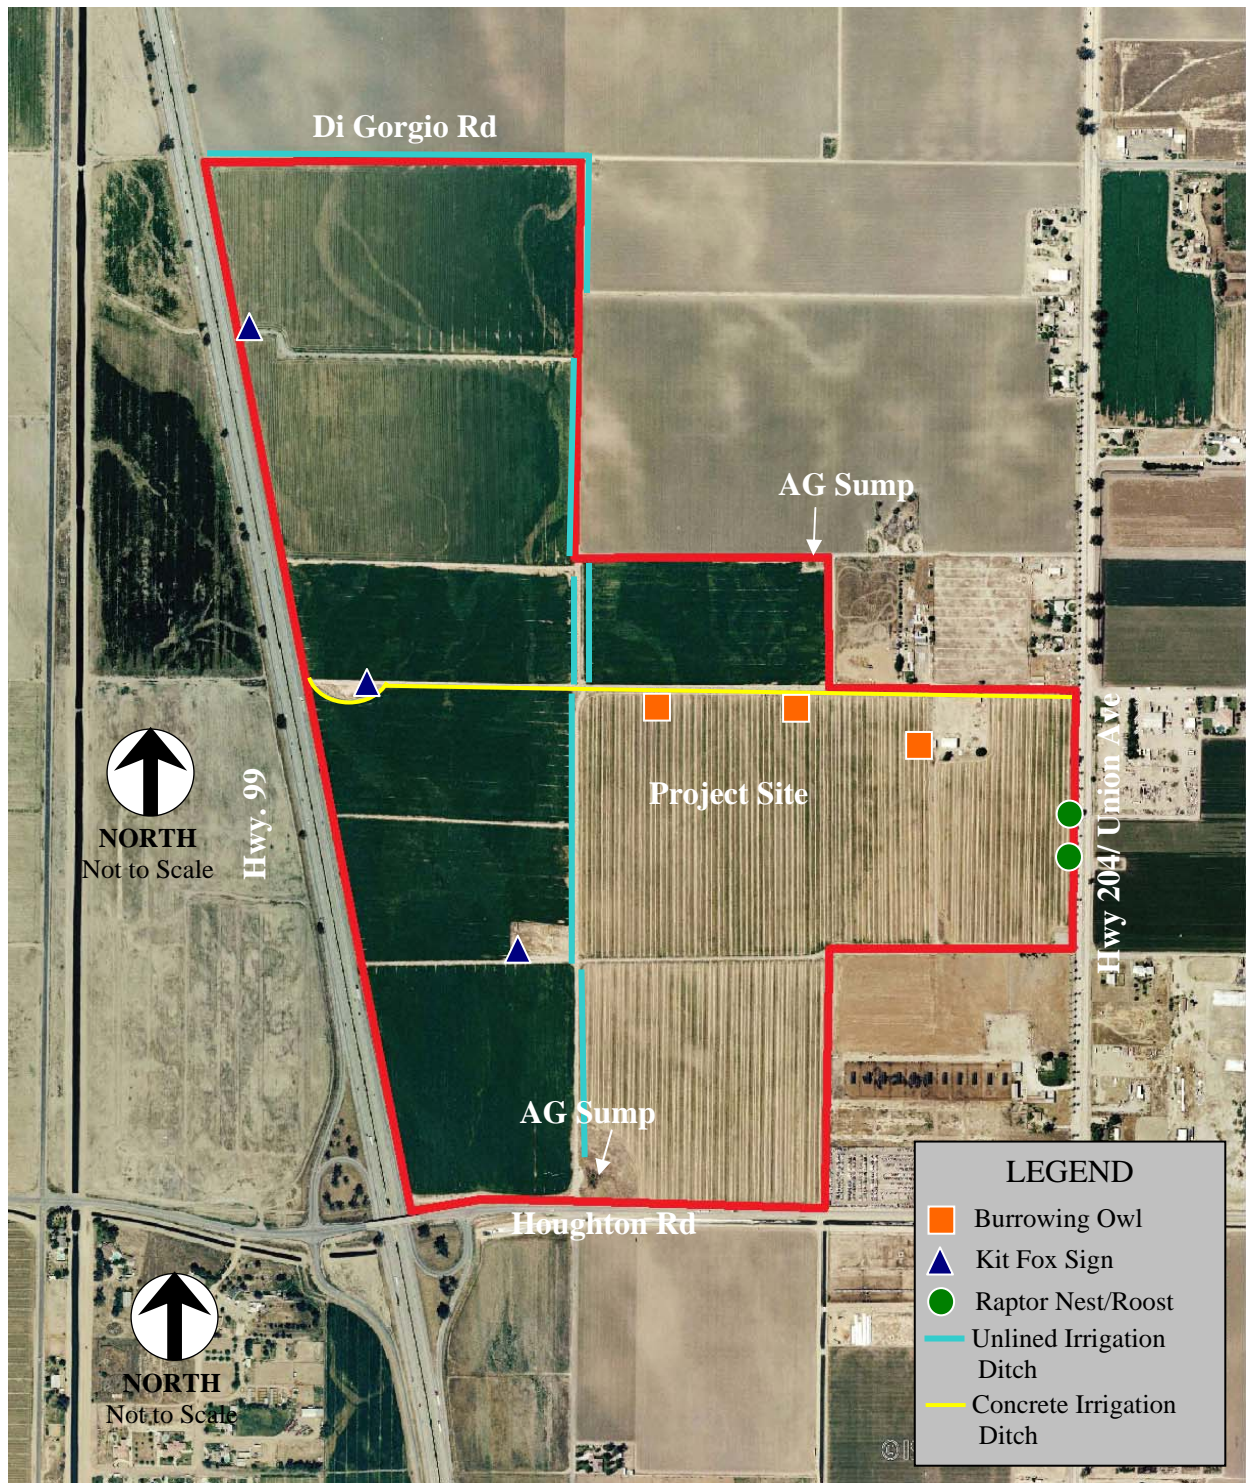 Di Gorgio Rd
AG Sump
Project Site
Hwy. 99
Hwy 204/ Union Ave
NORTH
Not to Scale
AG Sump
Houghton Rd
LEGEND
Burrowing Owl
Kit Fox Sign
Raptor Nest/Roost
Unlined Irrigation
Ditch
Concrete Irrigation
Ditch
NORTH
Not to Scale